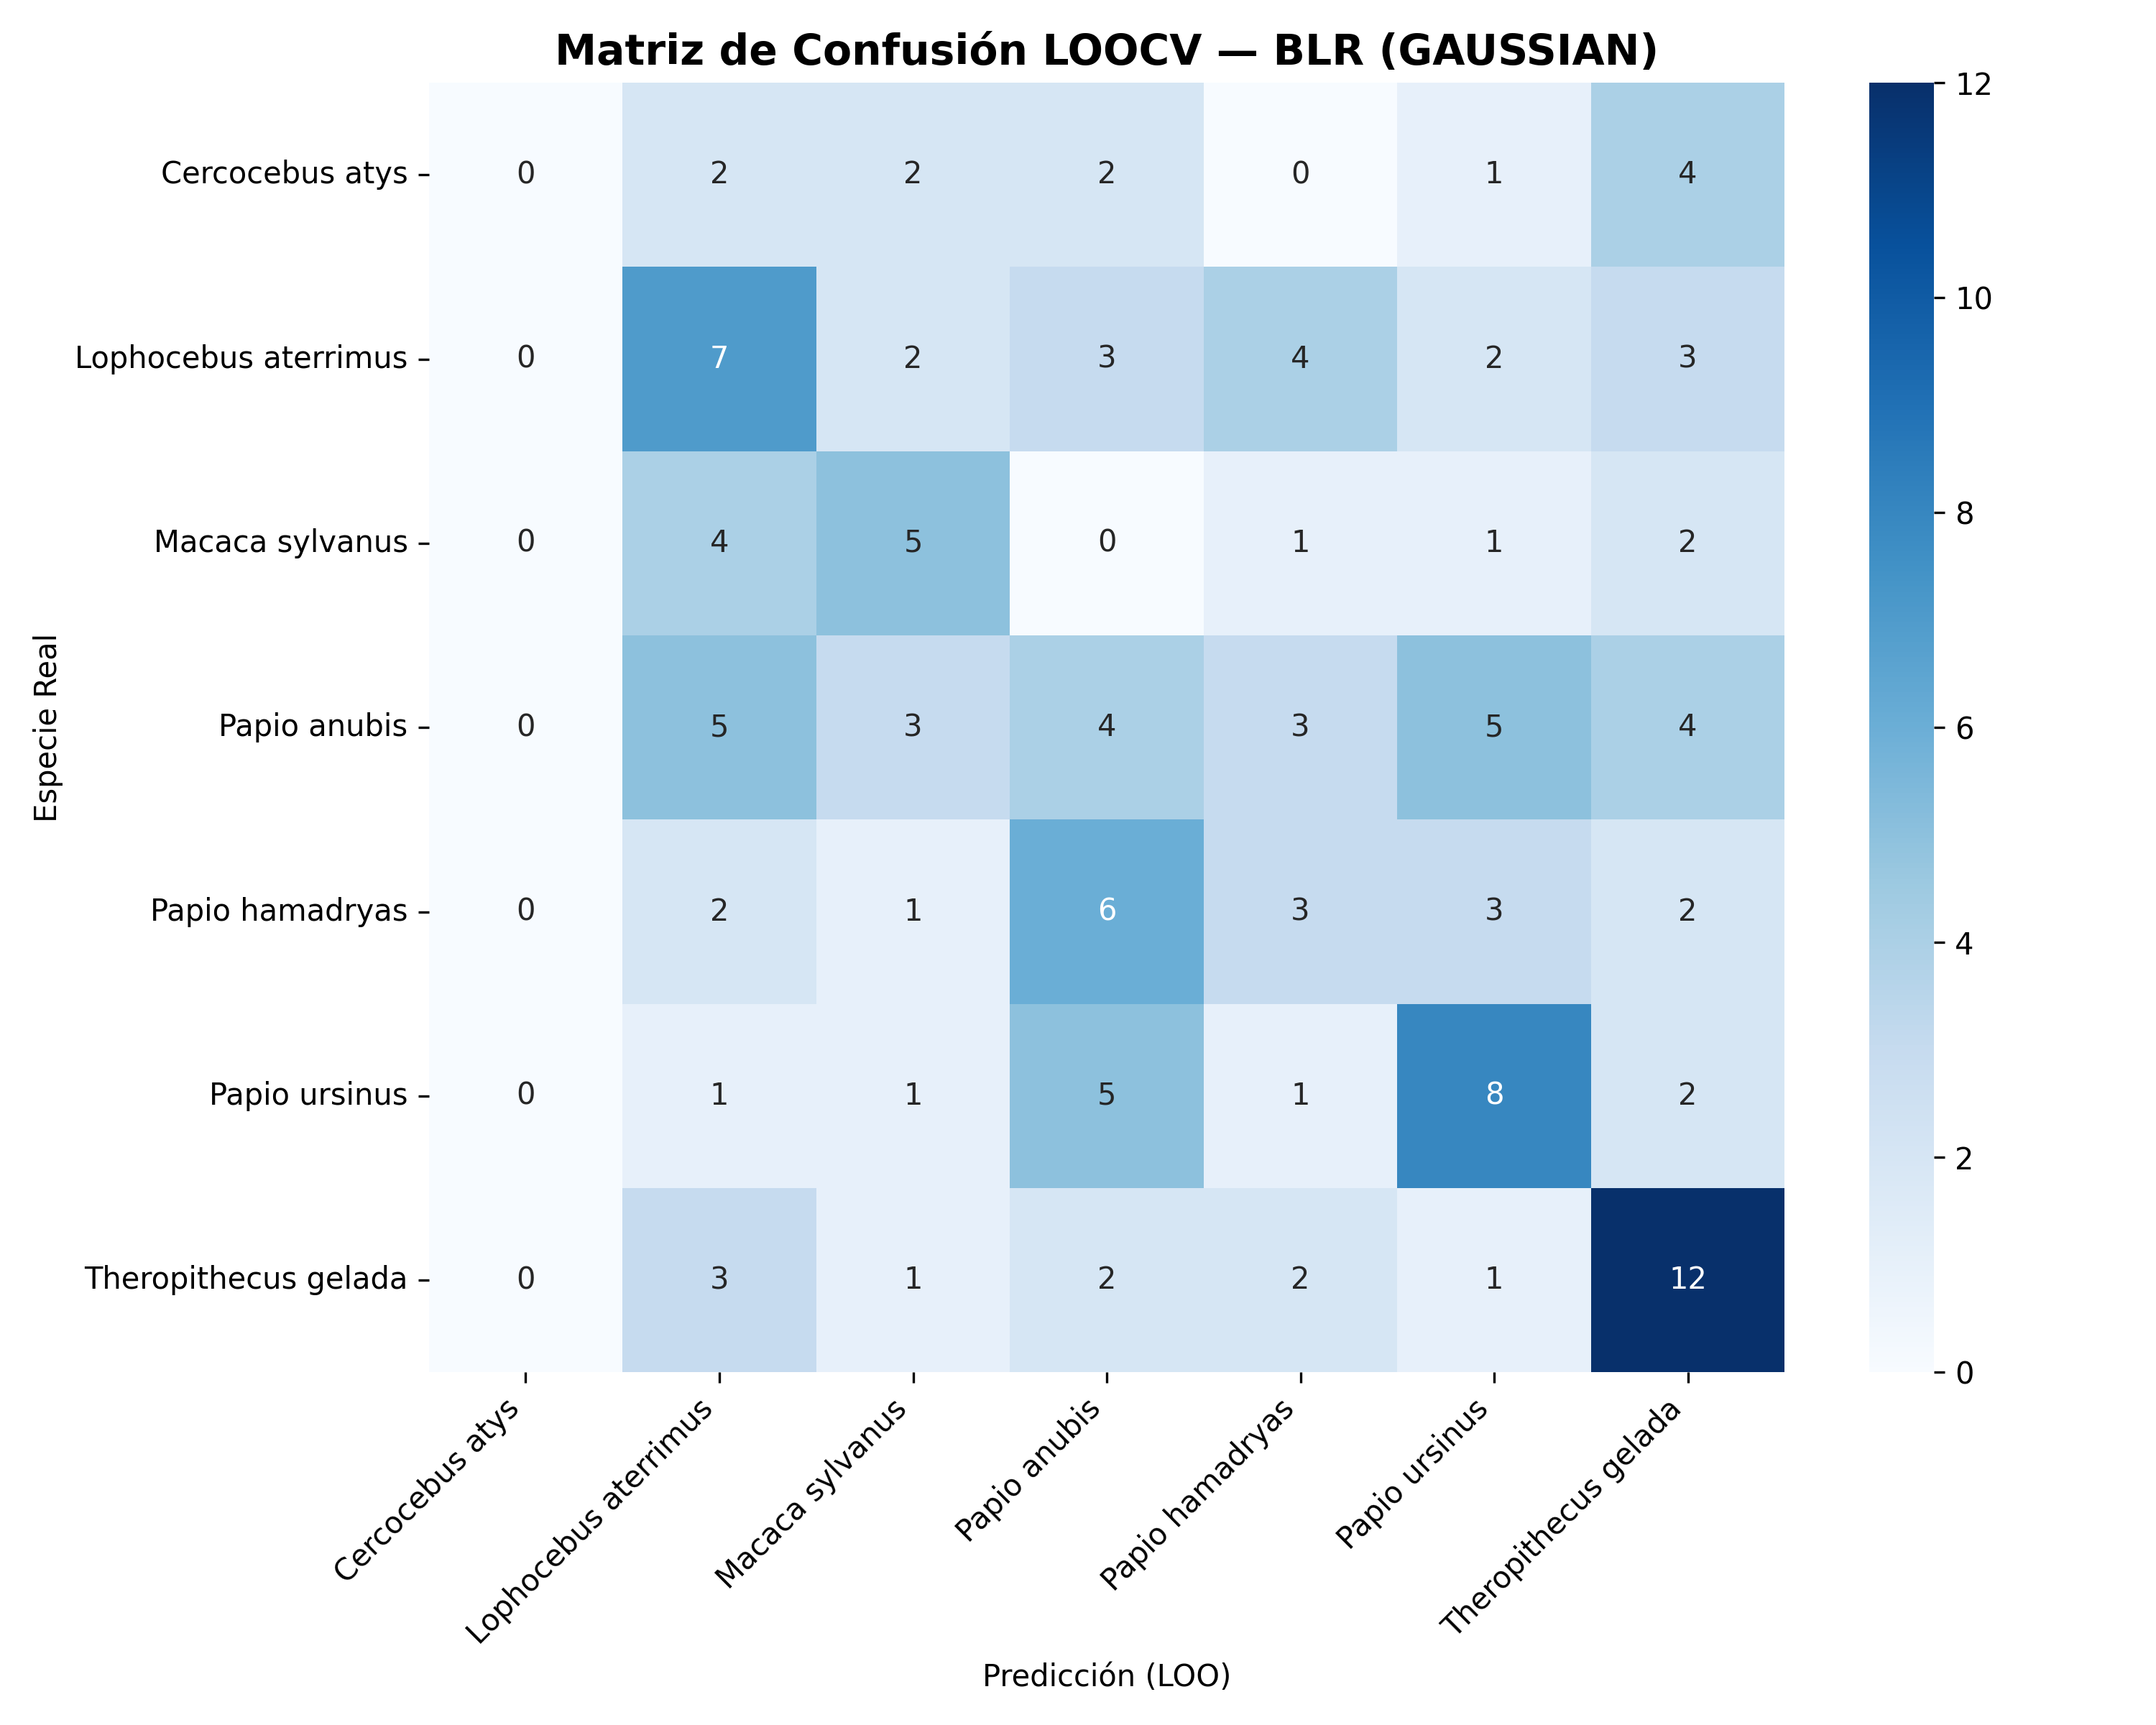 Matriz de Confusión LOOCV — BLR (GAUSSIAN)
Cercocebus atys 0 2 2 2 0 1 4
Lophocebus aterrimus 0 7 2 3 4 2 3
Macaca sylvanus 0 4 5 0 1 1 2
Papio anubis 0 5 3 4 3 5 4
Papio hamadryas 0 2 1 6 3 3 2
Papio ursinus 0 1 1 5 1 8 2
Theropithecus gelada 0 3 1 2 2 1 12
Especie Real
Cercocebus atys
Lophocebus aterrimus
Macaca sylvanus
Papio anubis
Papio hamadryas
Papio ursinus
Theropithecus gelada
Predicción (LOO)
12
10
8
6
4
2
0